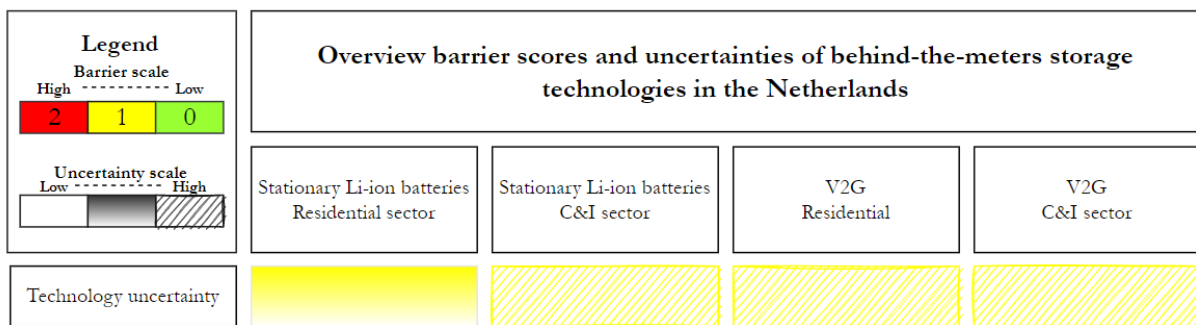 Legend
Barrier scale
High Low
2 1 0
Uncertainty scale
Low High
Overview barrier scores and uncertainties of behind-the-meters storage
technologies in the Netherlands
Stationary Li-ion batteries
Residential sector
Stationary Li-ion batteries
C&I sector
V2G
Residential
V2G
C&I sector
Technology uncertainty